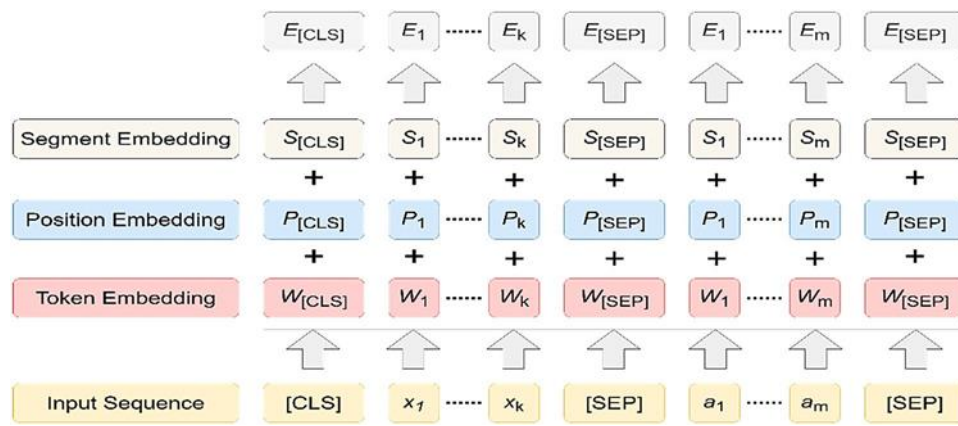 E[CLS] E1 ...... Ek E[SEP] E1 ...... Em E[SEP]
Segment Embedding S[CLS] S1 ...... Sk S[SEP] S1 ...... Sm S[SEP]
+ + + + + + +
Position Embedding P[CLS] P1 ...... Pk P[SEP] P1 ...... Pm P[SEP]
+ + + + + + +
Token Embedding W[CLS] W1 ...... Wk W[SEP] W1 ...... Wm W[SEP]
Input Sequence [CLS] x1 ...... xk [SEP] a1 ...... am [SEP]